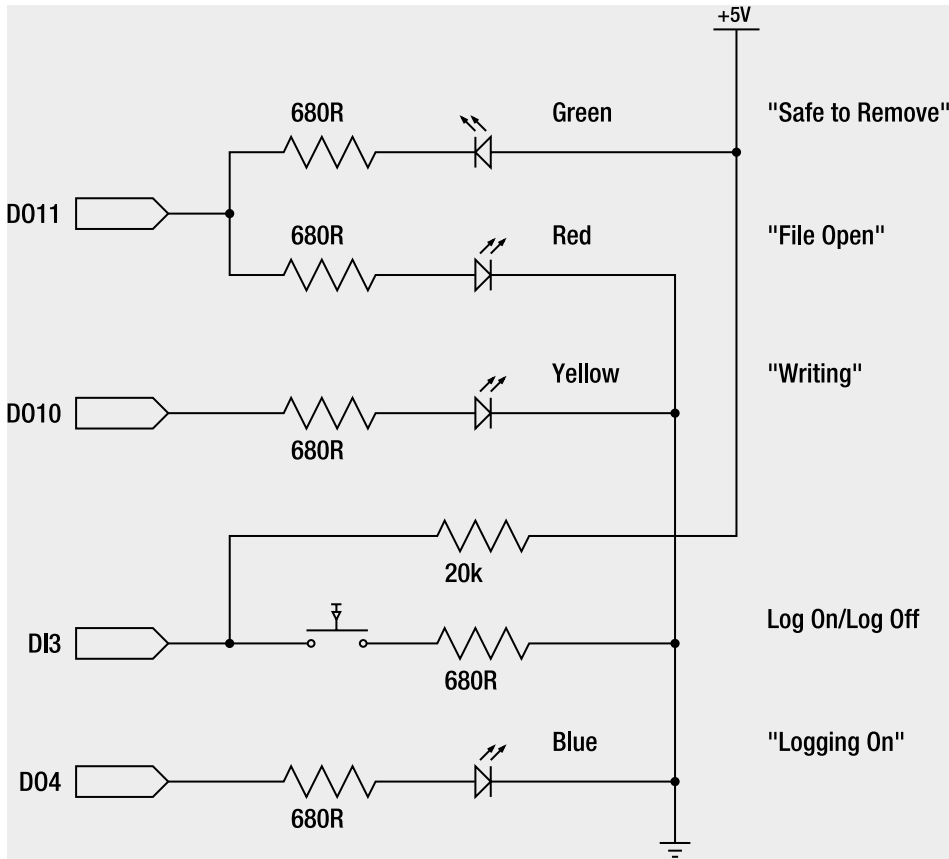 +5V
680R
Green
"Safe to Remove"
DO11
680R
Red
"File Open"
Yellow
"Writing"
DO10
680R
20k
Log On/Log Off
DI3
680R
Blue
"Logging On"
DO4
680R